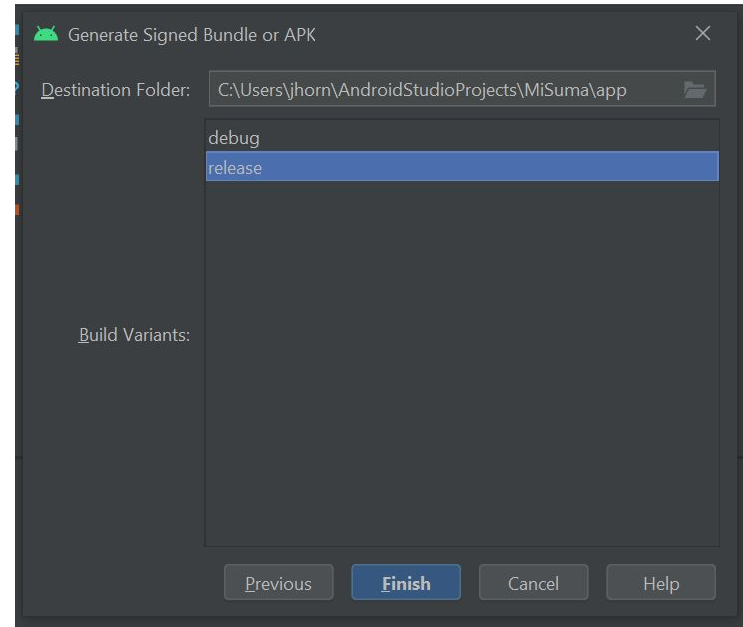 Generate Signed Bundle or APK
Destination Folder: C:\Users\jhorn\AndroidStudioProjects\MiSuma\app
debug
release
Build Variants:
Previous Finish Cancel Help